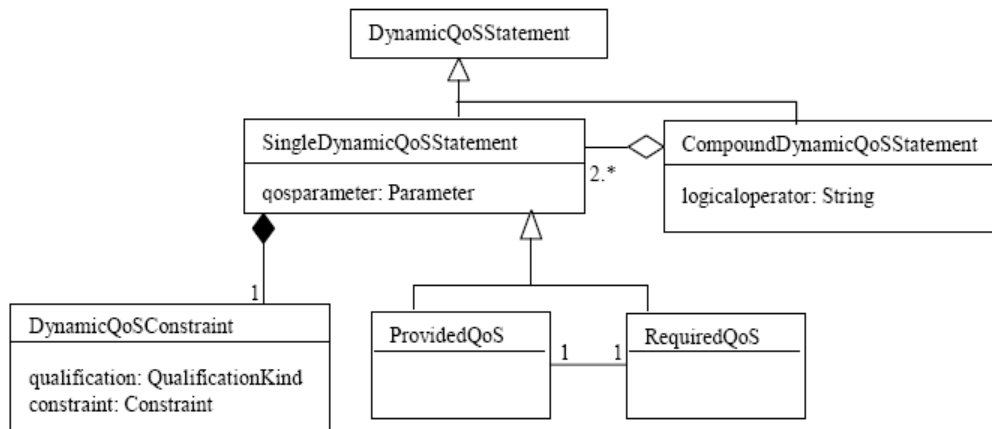 DynamicQoSStatement
SingleDynamicQoSStatement
CompoundDynamicQoSStatement
2.*
qosparameter: Parameter
logicaloperator: String
1
DynamicQoSConstraint
ProvidedQoS
RequiredQoS
1
1
qualification: QualificationKind
constraint: Constraint